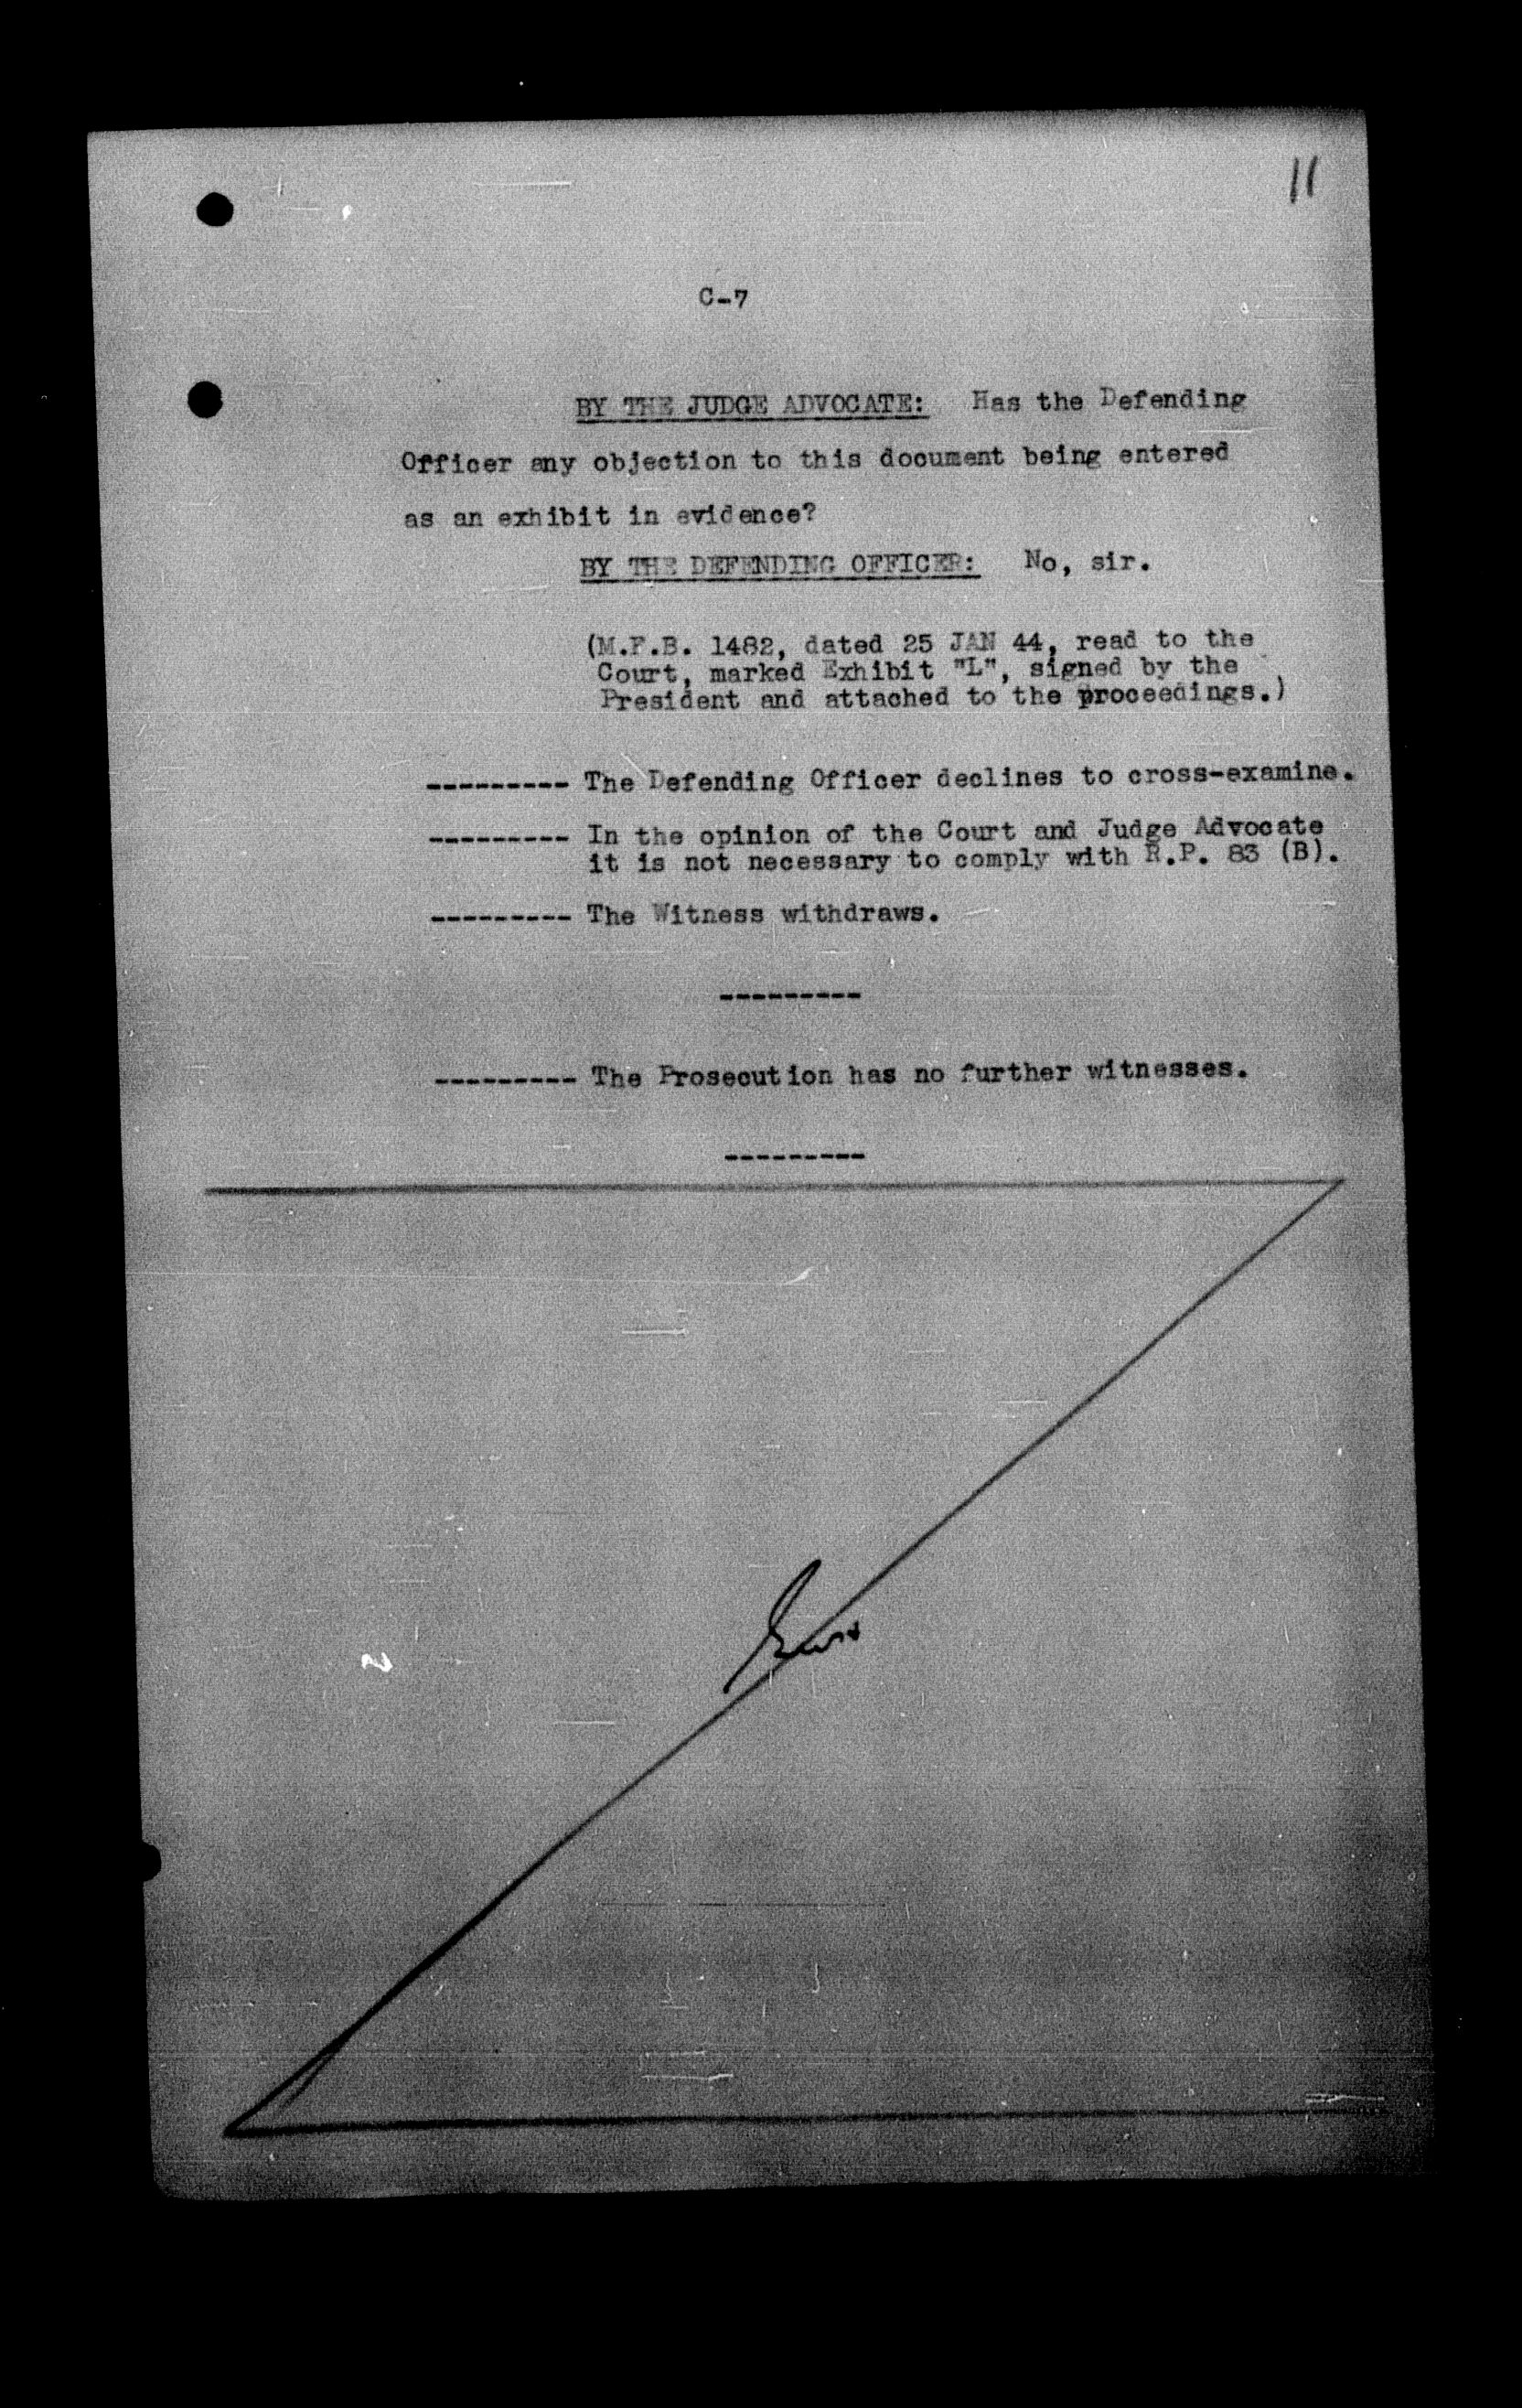 11
C-7
BY THE JUDGE ADVOCATE: Has the Defending
Officer any objection to this document being entered
as an exhibit in evidence?
BY THE DEFENDING OFFICER: No, sir.
(M.F.B. 1482, dated 25 JAN 44, read to the
Court, marked Exhibit "L", signed by the
President and attached to the proceedings.)
--------- The Defending Officer declines to cross-examine.
--------- In the opinion of the Court and Judge Advocate
it is not necessary to comply with R.P. 83 (B).
--------- The Witness withdraws.
---------
--------- The Prosecution has no further witnesses.
---------